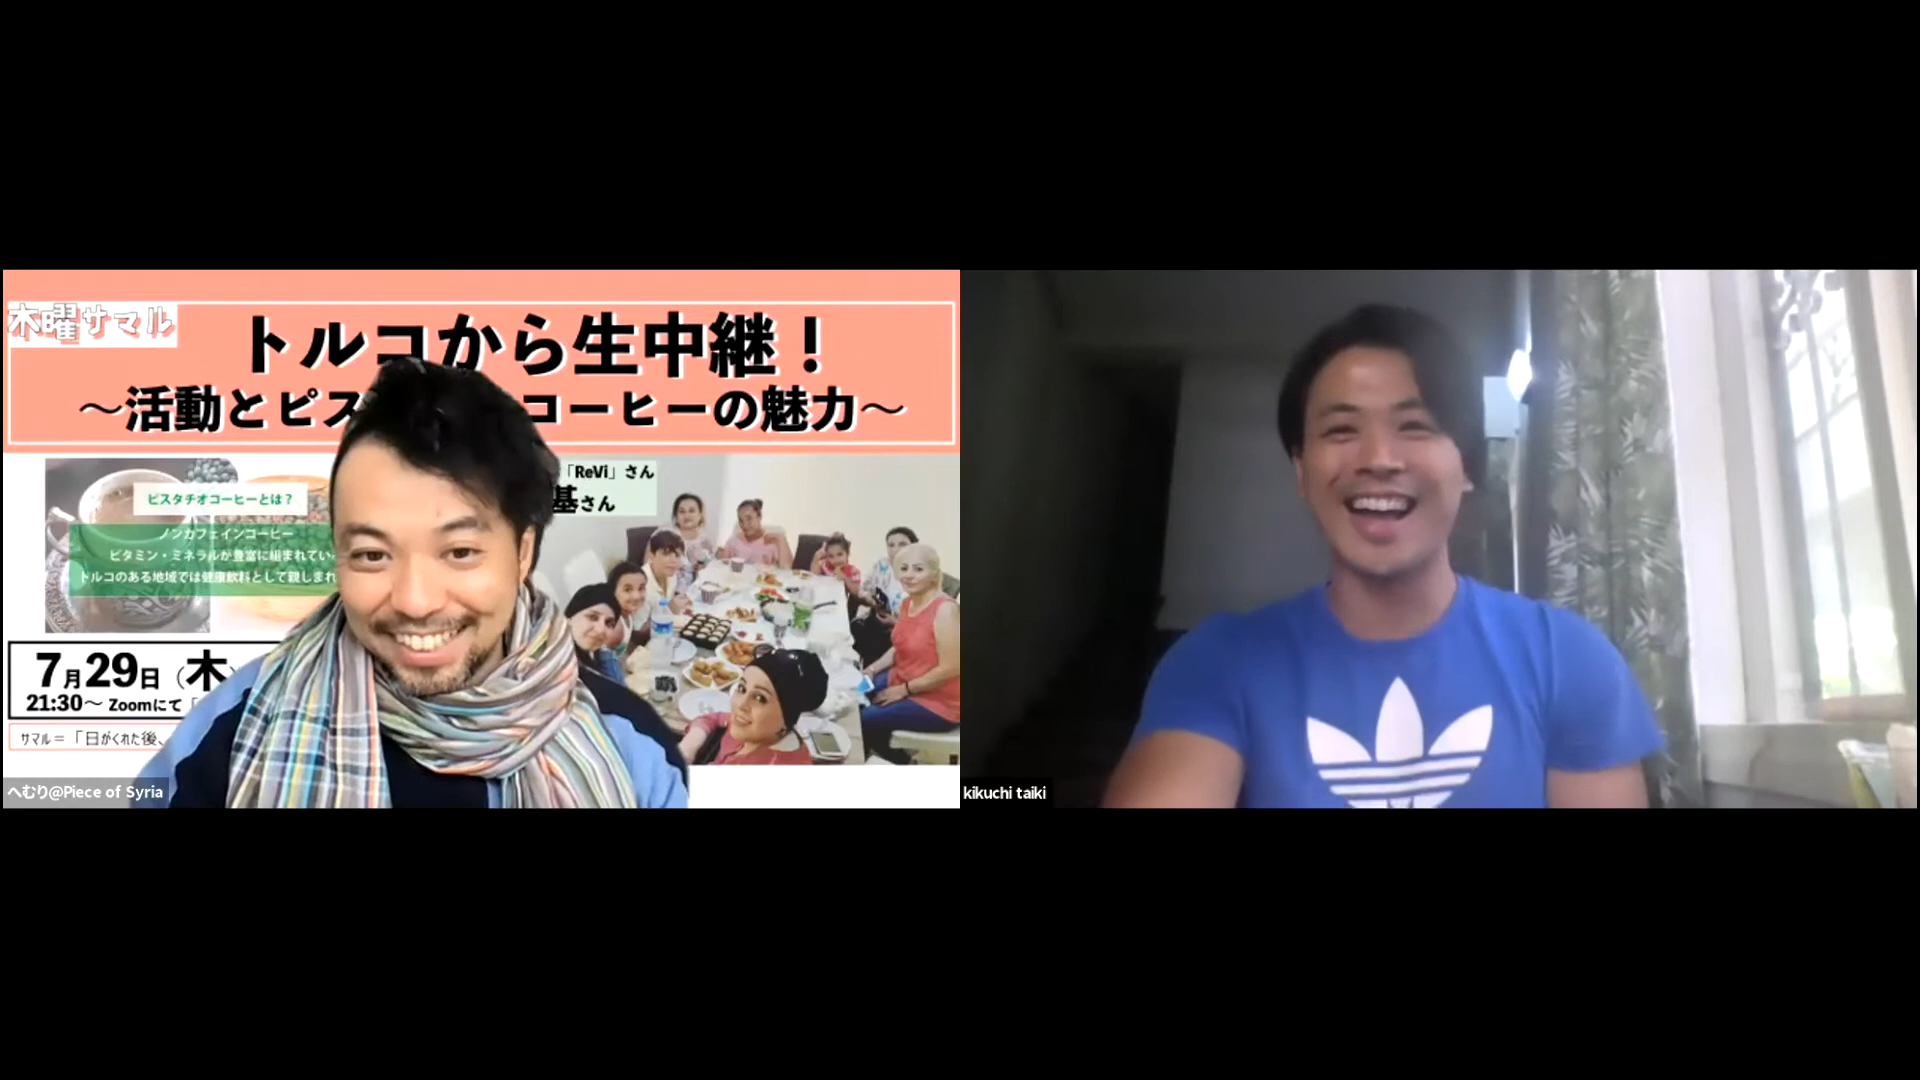 木曜サマル
トルコから生中継!
〜活動とピス コーヒーの魅力〜
「ReVi」さん
基さん
ピスタチオコーヒーとは?
ノンカフェインコーヒー
ビタミン・ミネラルが豊富に組まれてい
トルコのある地域では健康飲料として親しまれ
7月29日(木)
21:30〜 Zoomにて「
サマル=「日がくれた後、
へむり@Piece of Syria
kikuchi taiki